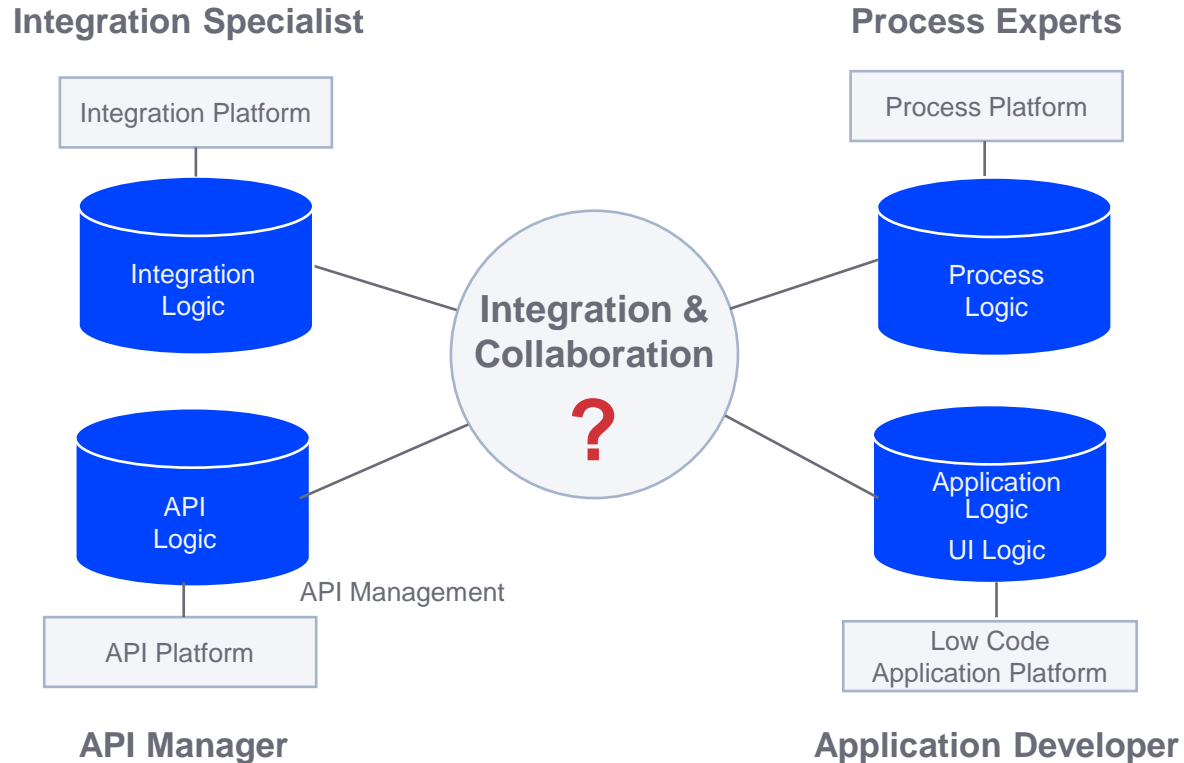 Integration Specialist
Process Experts
Integration Platform
Process Platform
Integration
Logic
Process
Logic
Integration &
Collaboration
?
API
Logic
Application
Logic
UI Logic
API Management
API Platform
Low Code
Application Platform
API Manager
Application Developer